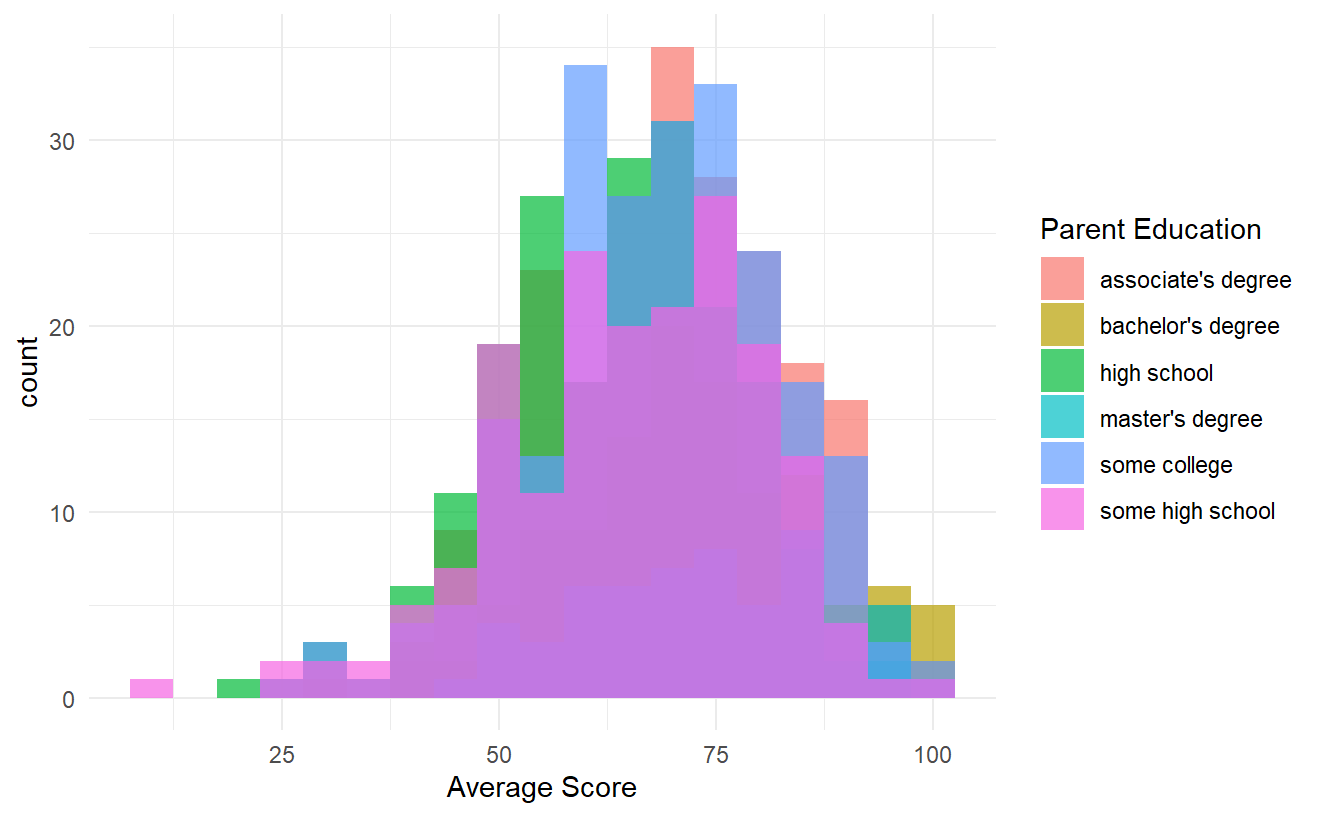 30
20
10
0
count
25 50 75 100
Average Score
Parent Education
associate's degree
bachelor's degree
high school
master's degree
some college
some high school